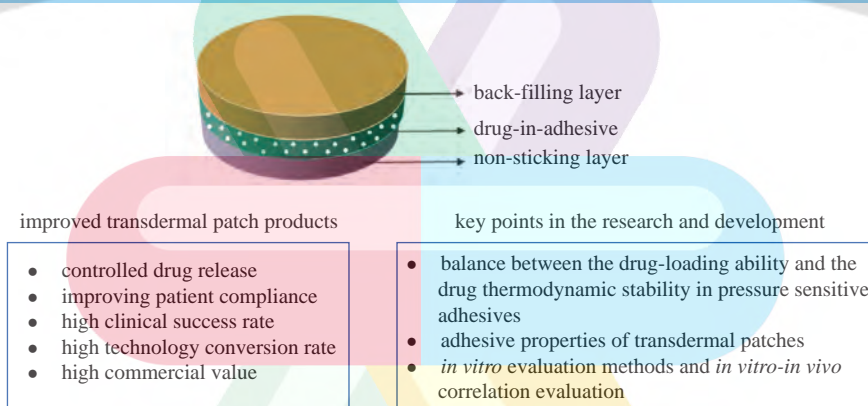 back-filling layer
drug-in-adhesive
non-sticking layer
improved transdermal patch products
● controlled drug release
● improving patient compliance
● high clinical success rate
● high technology conversion rate
● high commercial value
key points in the research and development
● balance between the drug-loading ability and the
drug thermodynamic stability in pressure sensitive
adhesives
● adhesive properties of transdermal patches
● in vitro evaluation methods and in vitro-in vivo
correlation evaluation